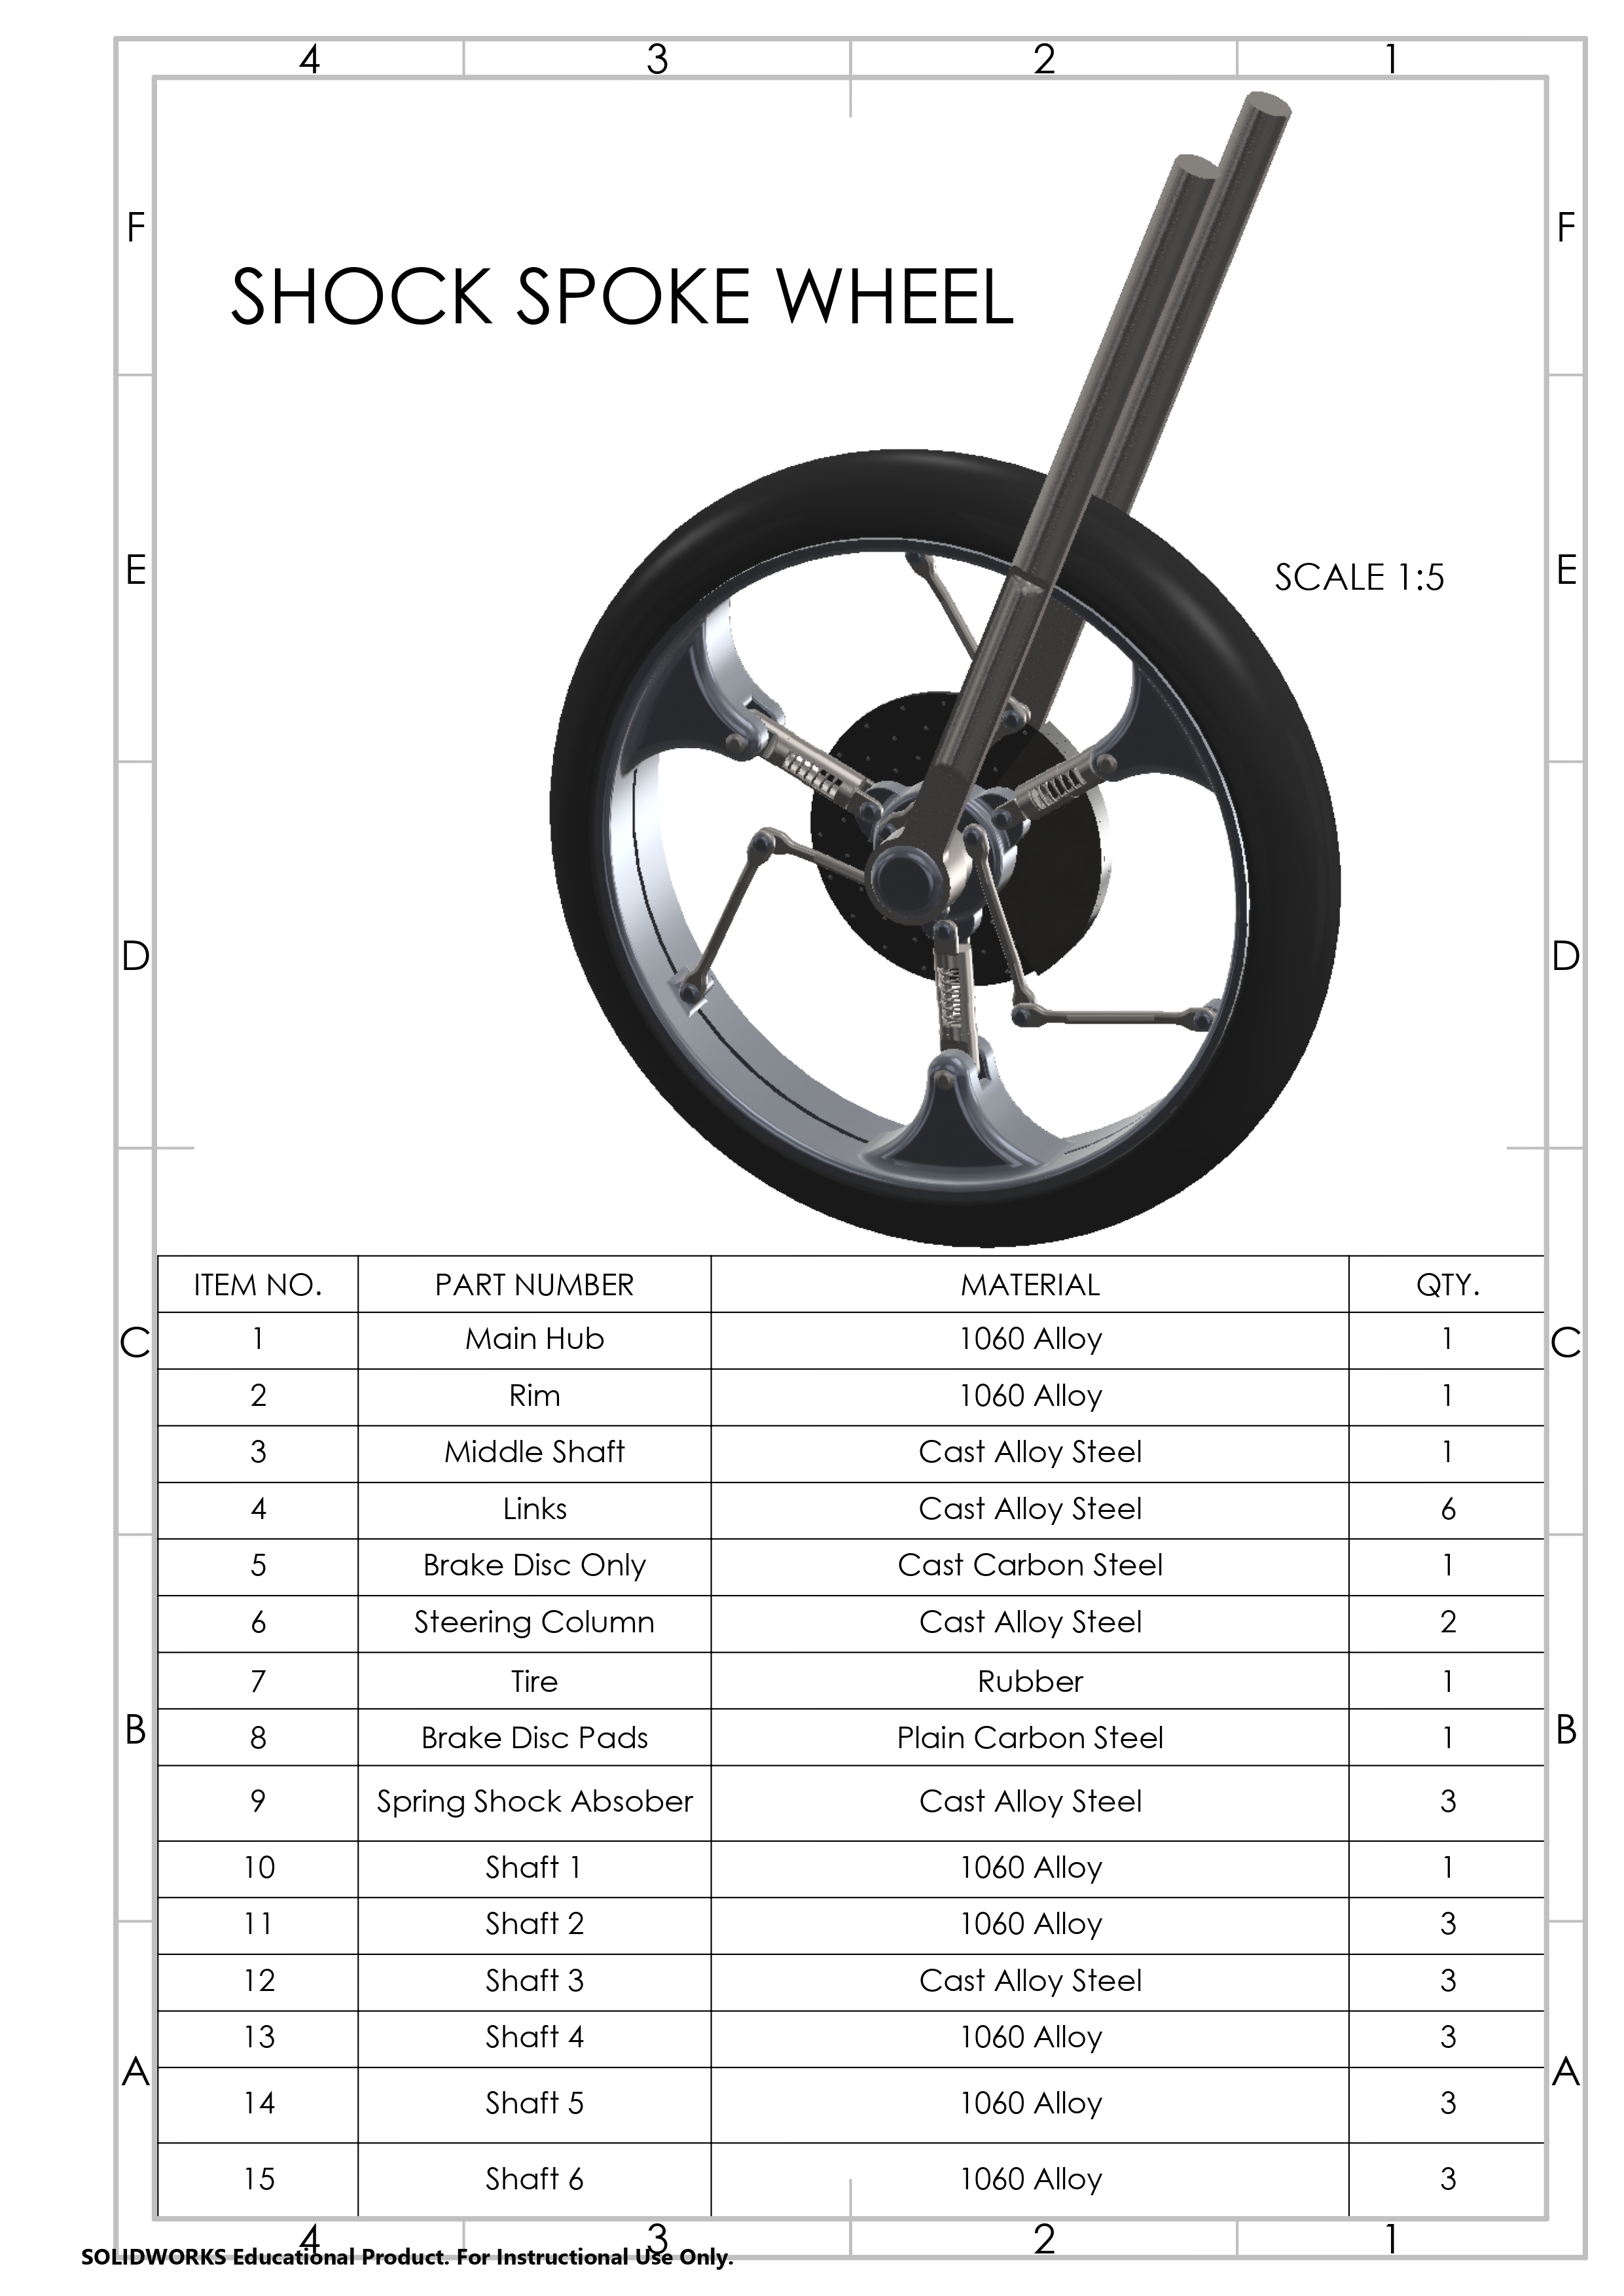 4 3 2 1
F F
SHOCK SPOKE WHEEL
E SCALE 1:5 E
D D
ITEM NO. PART NUMBER MATERIAL QTY.
C 1 Main Hub 1060 Alloy 1 C
2 Rim 1060 Alloy 1
3 Middle Shaft Cast Alloy Steel 1
4 Links Cast Alloy Steel 6
5 Brake Disc Only Cast Carbon Steel 1
6 Steering Column Cast Alloy Steel 2
7 Tire Rubber 1
B 8 Brake Disc Pads Plain Carbon Steel 1 B
9 Spring Shock Absober Cast Alloy Steel 3
10 Shaft 1 1060 Alloy 1
11 Shaft 2 1060 Alloy 3
12 Shaft 3 Cast Alloy Steel 3
13 Shaft 4 1060 Alloy 3
A A
14 Shaft 5 1060 Alloy 3
15 Shaft 6 1060 Alloy 3
4 3 2 1
SOLIDWORKS Educational Product. For Instructional Use Only.